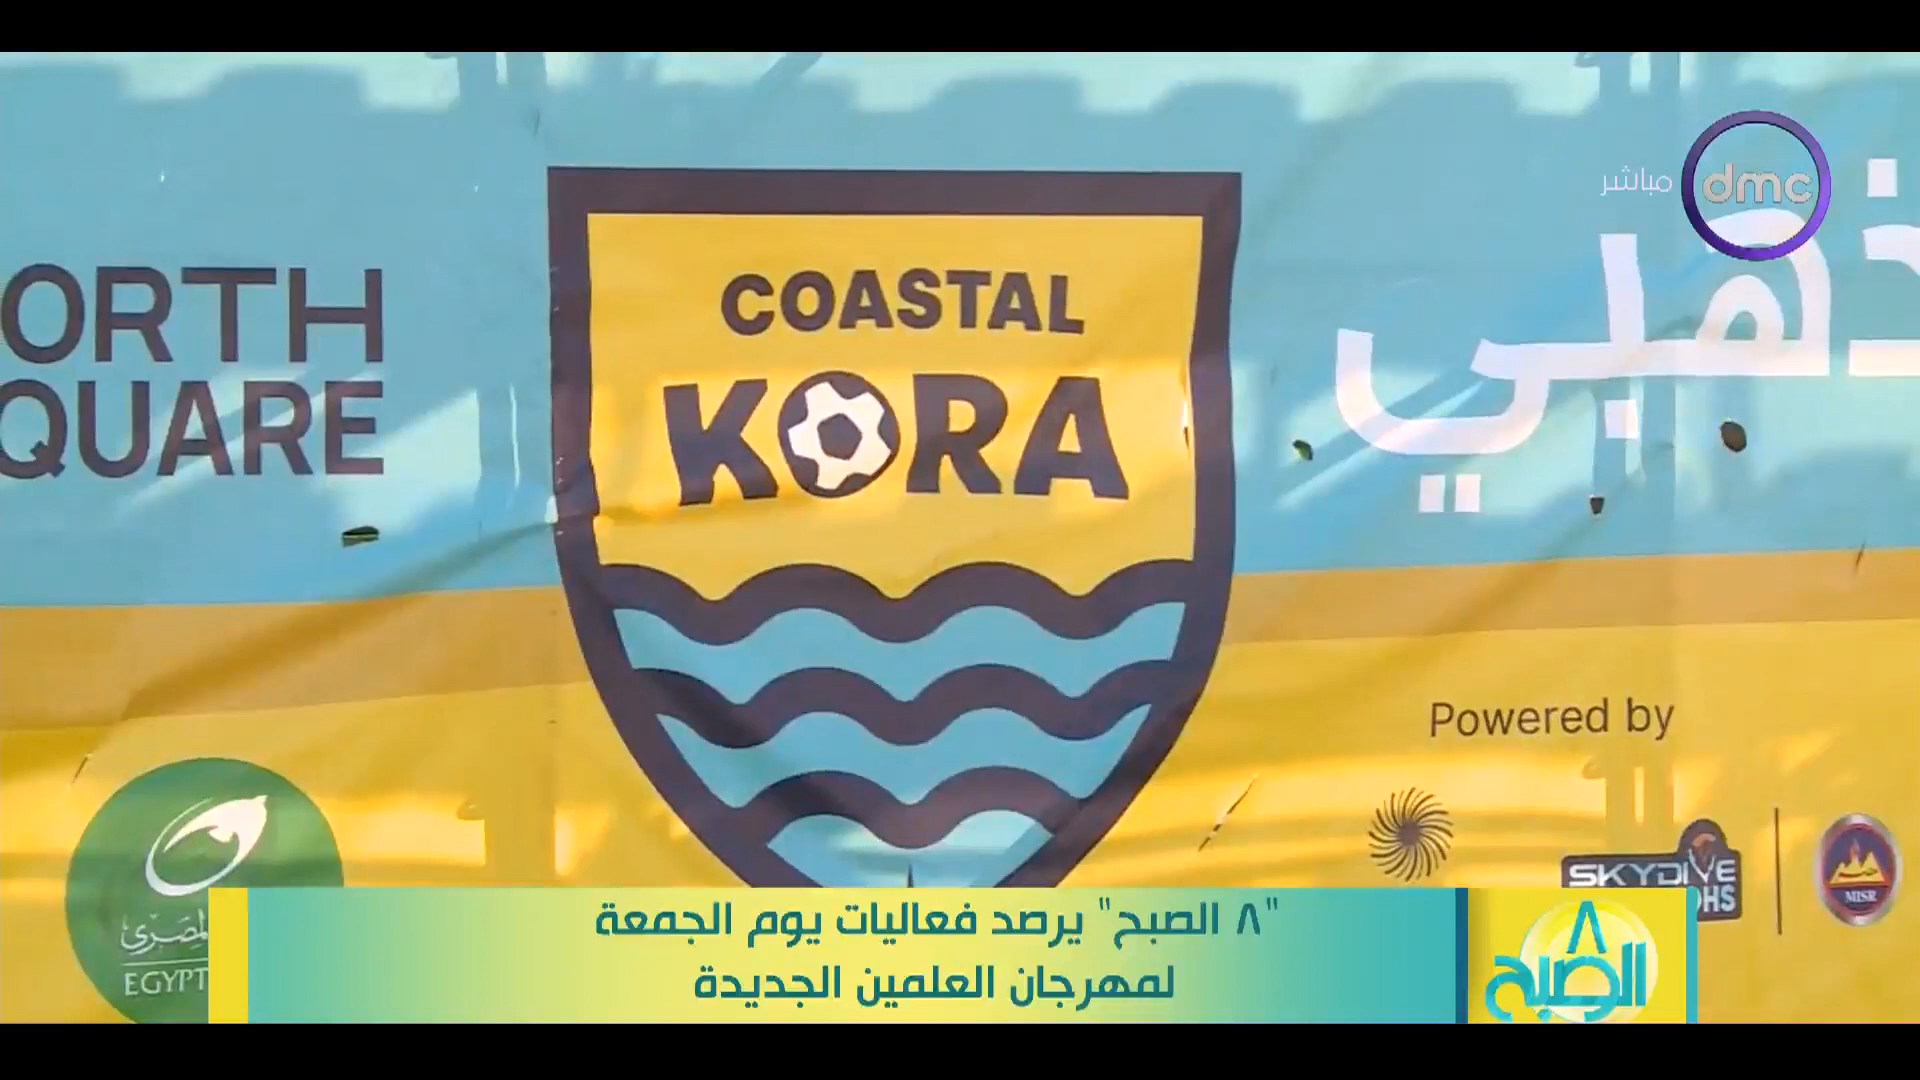 مباشر
dmc
ORTH
QUARE
COASTAL
KORA
ذهبي
Powered by
SKYDIVE
MISR
EGYPT
"٨ الصبح" يرصد فعاليات يوم الجمعة
لمهرجان العلمين الجديدة
٨
الصبح